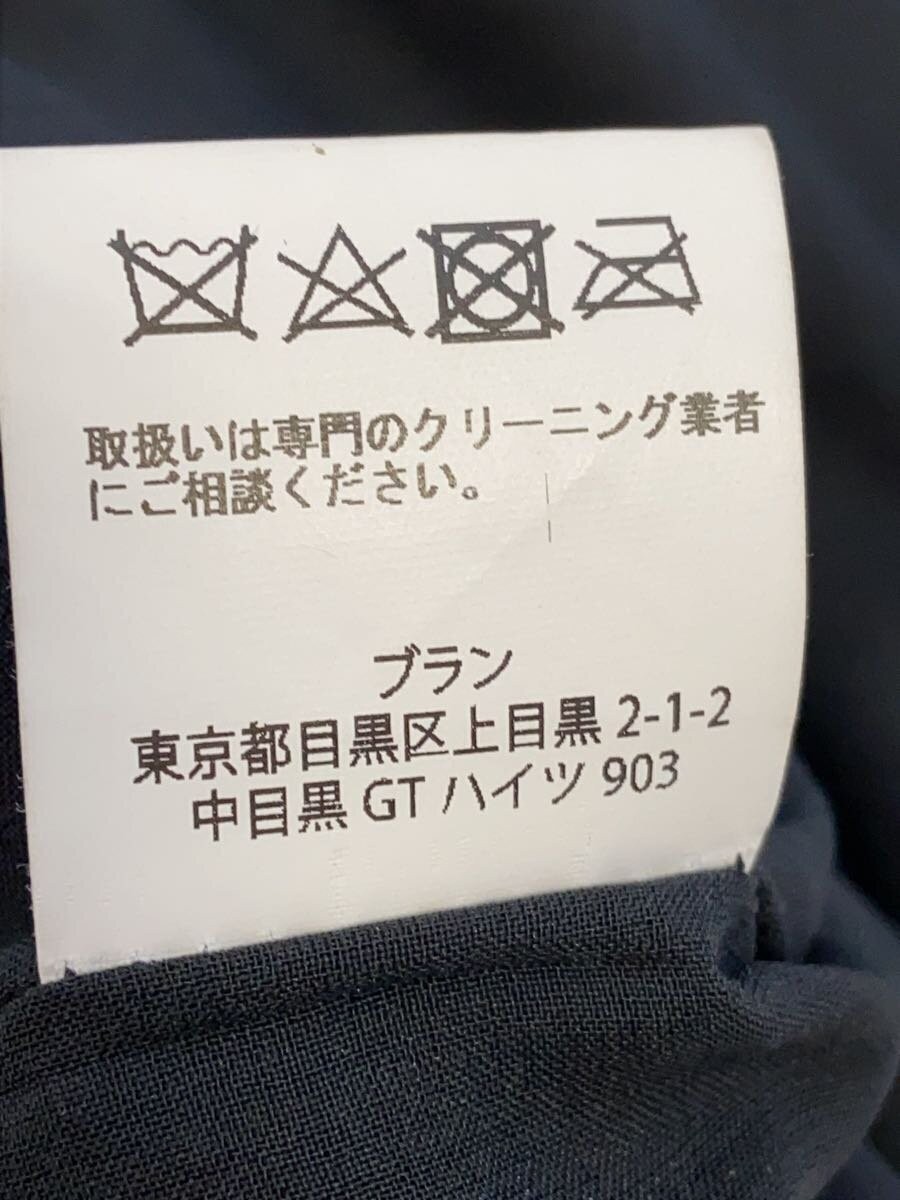 取扱いは専門のクリーニング業者
にご相談ください。
ブラン
東京都目黒区上目黒 2-1-2
中目黒 GT ハイツ 903